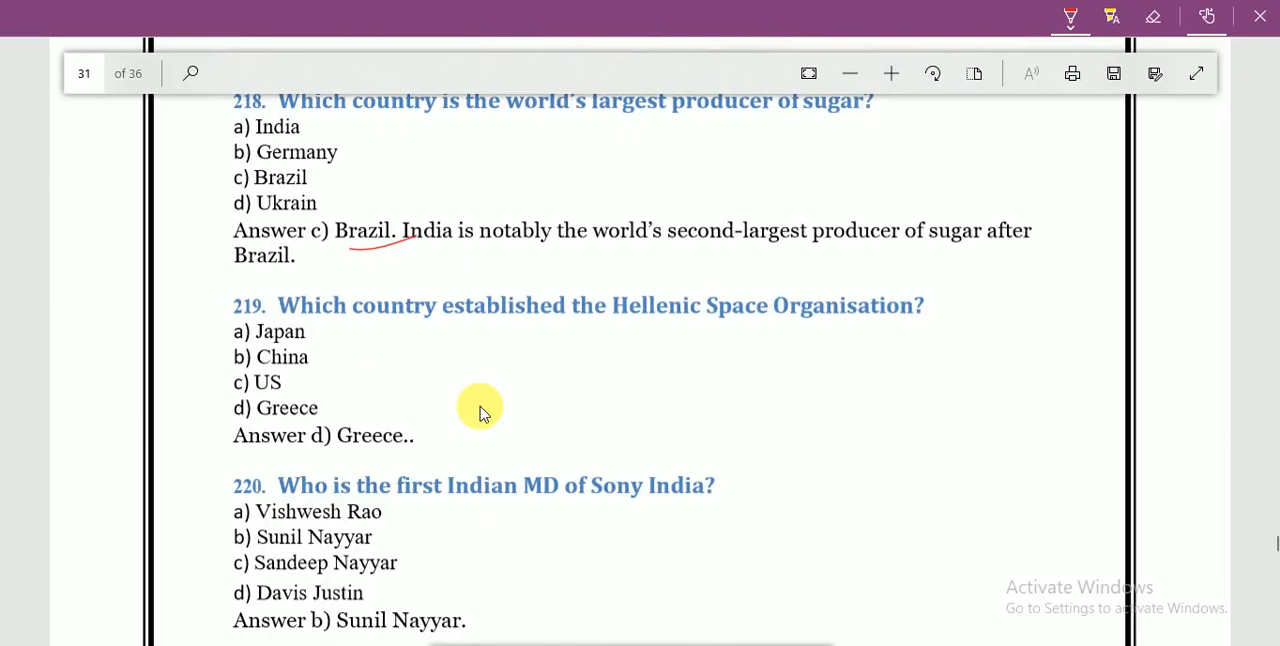 31 of 36
218. Which country is the world's largest producer of sugar?
a) India
b) Germany
c) Brazil
d) Ukrain
Answer c) Brazil. India is notably the world's second-largest producer of sugar after
Brazil.
219. Which country established the Hellenic Space Organisation?
a) Japan
b) China
c) US
d) Greece
Answer d) Greece..
220. Who is the first Indian MD of Sony India?
a) Vishwesh Rao
b) Sunil Nayyar
c) Sandeep Nayyar
d) Davis Justin
Answer b) Sunil Nayyar.
Activate Windows
Go to Settings to activate Windows.